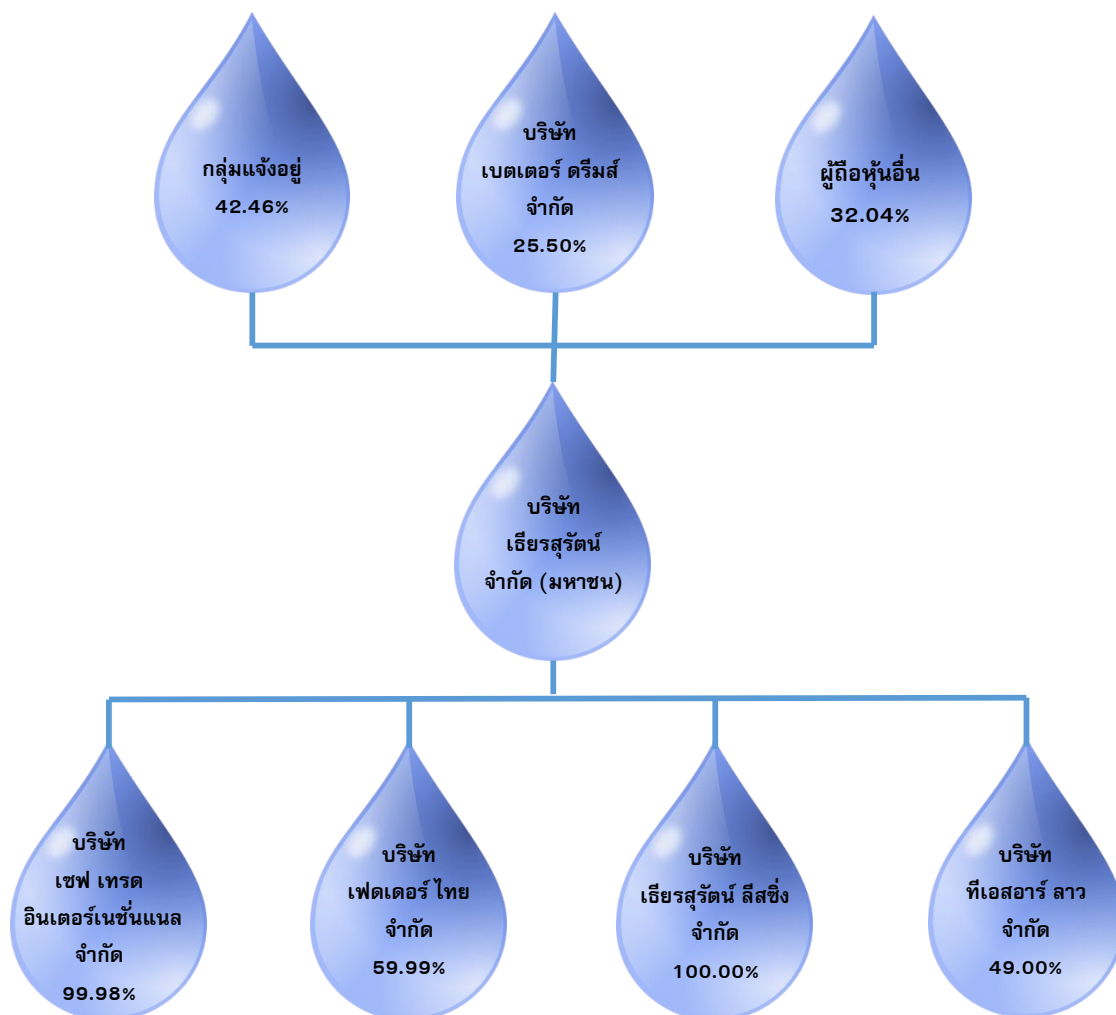 กลุ่มแจ้งอยู่
42.46%
บริษัท
เบตเตอร์ ดรีมส์
จำกัด
25.50%
ผู้ถือหุ้นอื่น
32.04%
บริษัท
เธียรสุรัตน์
จำกัด (มหาชน)
บริษัท
เซฟ เทรด
อินเตอร์เนชั่นแนล
จำกัด
99.98%
บริษัท
เฟดเดอร์ ไทย
จำกัด
59.99%
บริษัท
เธียรสุรัตน์ ลีสซิ่ง
จำกัด
100.00%
บริษัท
ทีเอสอาร์ ลาว
จำกัด
49.00%